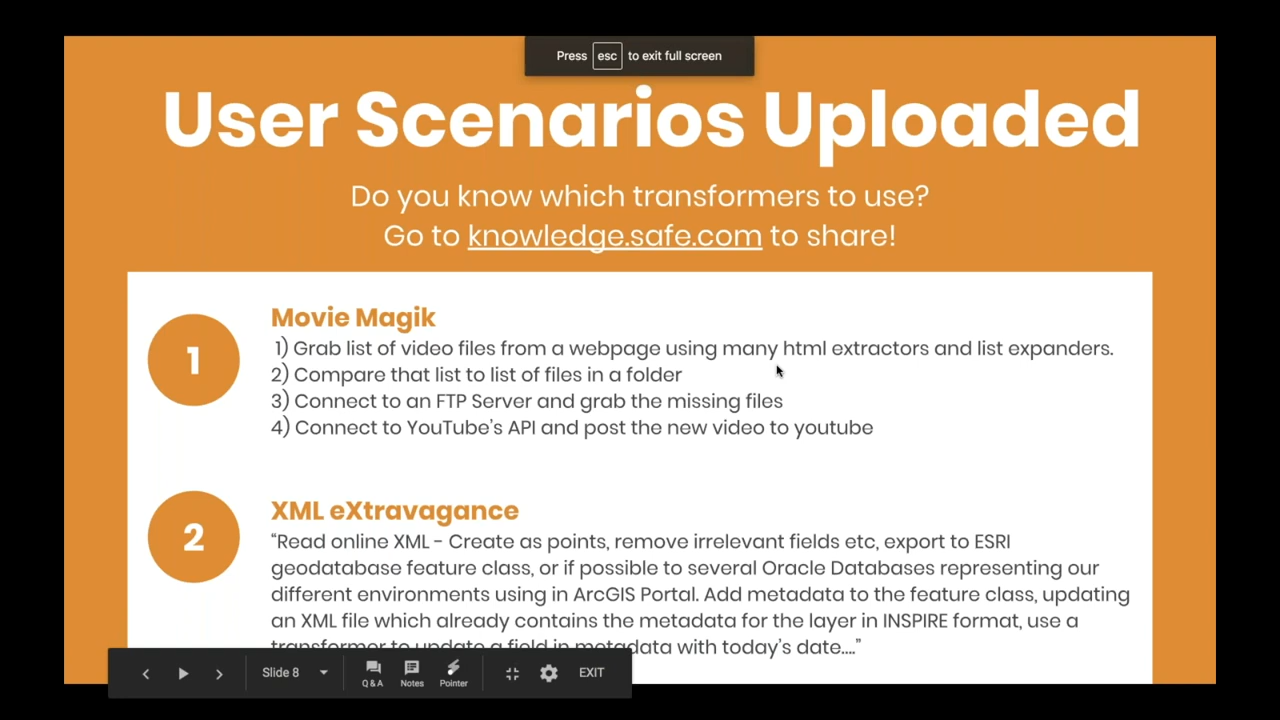 Press esc to exit full screen
User Scenarios Uploaded
Do you know which transformers to use?
Go to knowledge.safe.com to share!
1
Movie Magik
1) Grab list of video files from a webpage using many html extractors and list expanders.
2) Compare that list to list of files in a folder
3) Connect to an FTP Server and grab the missing files
4) Connect to YouTube's API and post the new video to youtube
2
XML eXtravagance
“Read online XML - Create as points, remove irrelevant fields etc, export to ESRI
geodatabase feature class, or if possible to several Oracle Databases representing our
different environments using in ArcGIS Portal. Add metadata to the feature class, updating
an XML file which already contains the metadata for the layer in INSPIRE format, use a
transformer to update a field in metadata with today's date....”
Slide 8
Q & A
Notes
Pointer
EXIT